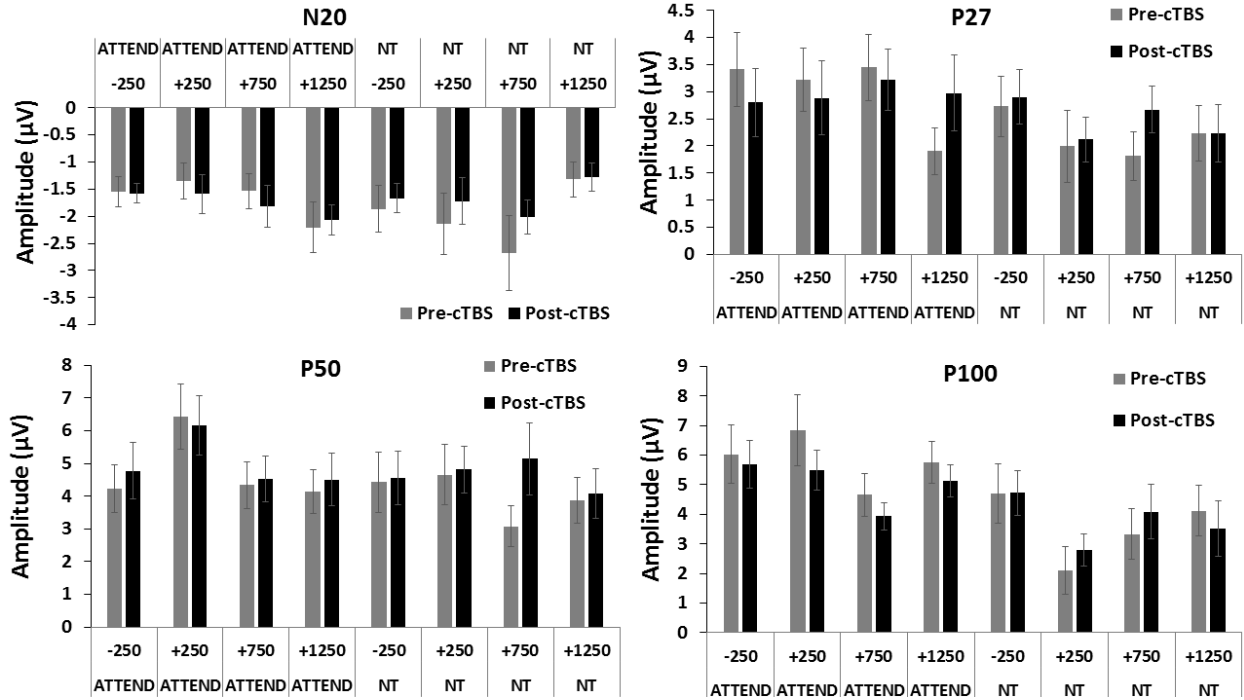 N20
ATTEND ATTEND ATTEND ATTEND NT NT NT NT
-250 +250 +750 +1250 -250 +250 +750 +1250
0
-0.5
-1
-1.5
-2
-2.5
-3
-3.5
-4
Amplitude (µV)
Pre-cTBS Post-cTBS
P27
Pre-cTBS
Post-cTBS
4.5
4
3.5
3
2.5
2
1.5
1
0.5
0
Amplitude (µV)
-250 +250 +750 +1250 -250 +250 +750 +1250
ATTEND ATTEND ATTEND ATTEND NT NT NT NT
P50
Pre-cTBS
Post-cTBS
8
7
6
5
4
3
2
1
0
Amplitude (µV)
-250 +250 +750 +1250 -250 +250 +750 +1250
ATTEND ATTEND ATTEND ATTEND NT NT NT NT
P100
Pre-cTBS
Post-cTBS
9
8
7
6
5
4
3
2
1
0
Amplitude (µV)
-250 +250 +750 +1250 -250 +250 +750 +1250
ATTEND ATTEND ATTEND ATTEND NT NT NT NT